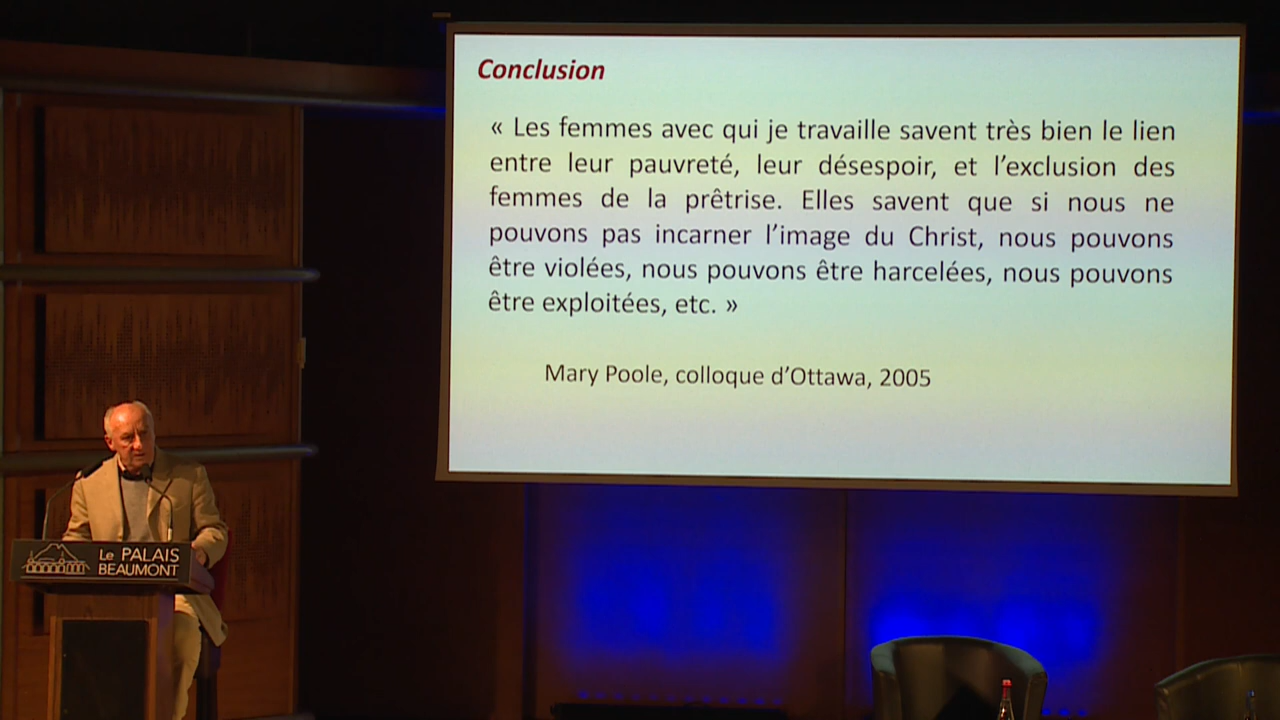 Conclusion
« Les femmes avec qui je travaille savent très bien le lien
entre leur pauvreté, leur désespoir, et l’exclusion des
femmes de la prêtrise. Elles savent que si nous ne
pouvons pas incarner l’image du Christ, nous pouvons
être violées, nous pouvons être harcelées, nous pouvons
être exploitées, etc. »
Mary Poole, colloque d’Ottawa, 2005
Le PALAIS
BEAUMONT